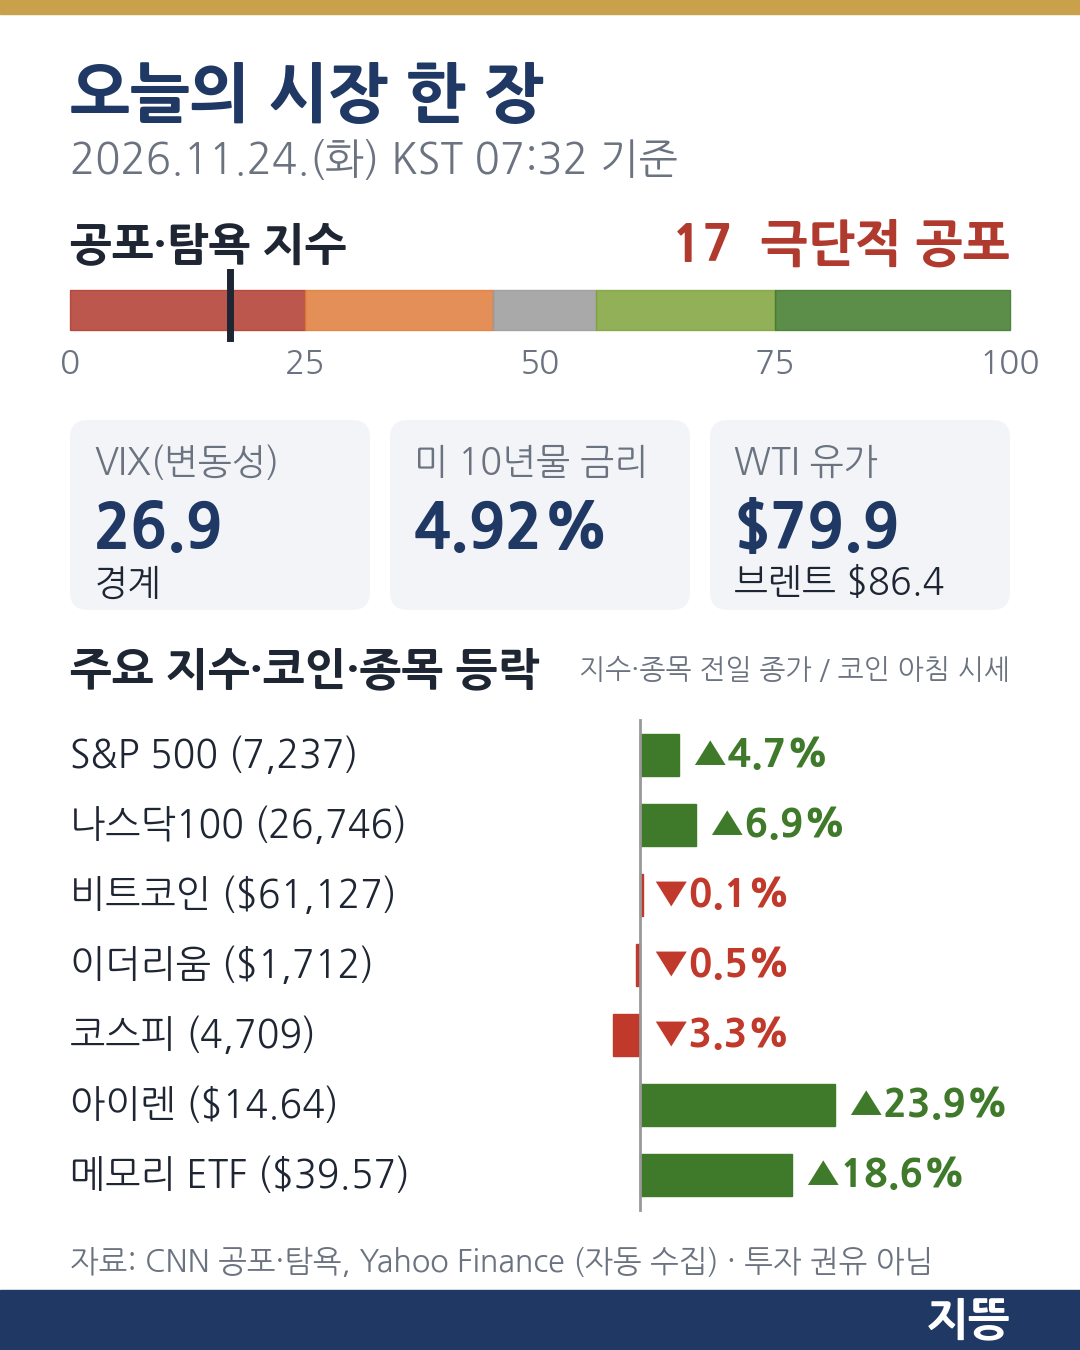 오늘의 시장 한 장
2026.11.24.(화) KST 07:32 기준
공포·탐욕 지수 17 극단적 공포
0 25 50 75 100
VIX(변동성)
26.9
경계
미 10년물 금리
4.92%
WTI 유가
$79.9
브렌트 $86.4
주요 지수·코인·종목 등락 지수·종목 전일 종가 / 코인 아침 시세
S&P 500 (7,237) ▲4.7%
나스닥100 (26,746) ▲6.9%
비트코인 ($61,127) ▼0.1%
이더리움 ($1,712) ▼0.5%
코스피 (4,709) ▼3.3%
아이렌 ($14.64) ▲23.9%
메모리 ETF ($39.57) ▲18.6%
자료: CNN 공포·탐욕, Yahoo Finance (자동 수집) · 투자 권유 아님
지뚱